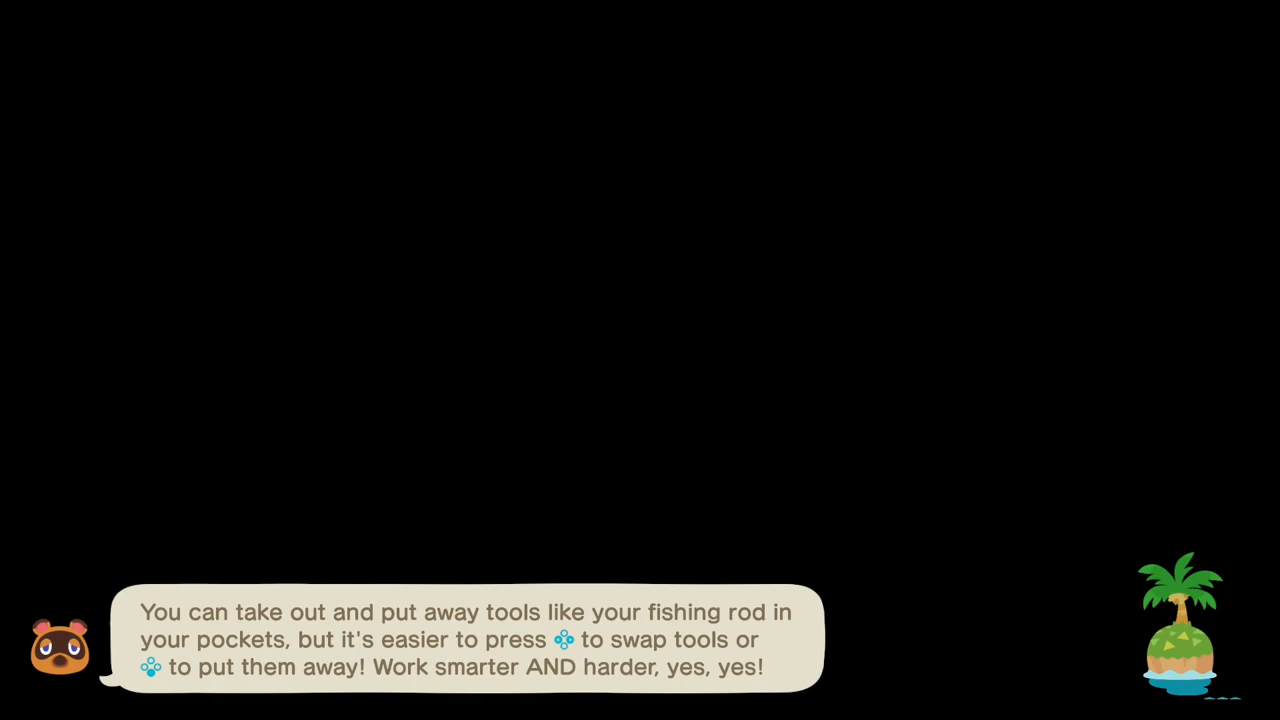 You can take out and put away tools like your fishing rod in
your pockets, but it's easier to press to swap tools or
to put them away! Work smarter AND harder, yes, yes!